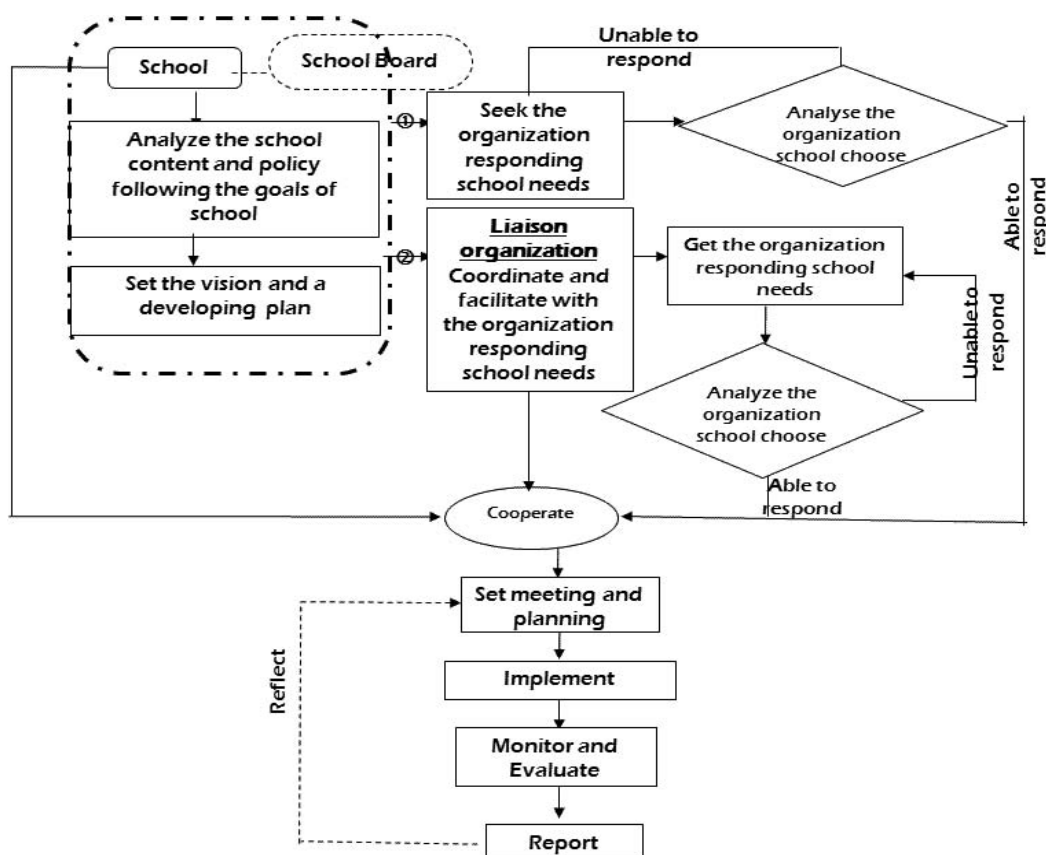 School
School Board
Analyze the school
content and policy
following the goals of
school
Set the vision and a
developing plan
①
Seek the
organization
responding
school needs
Unable to
respond
Analyse the
organization
school choose
Able to
respond
②
Liaison
organization
Coordinate and
facilitate with
the organization
responding
school needs
Get the organization
responding school
needs
Unable to
respond
Analyze the
organization
school choose
Able to
respond
Cooperate
Set meeting and
planning
Implement
Monitor and
Evaluate
Report
Reflect